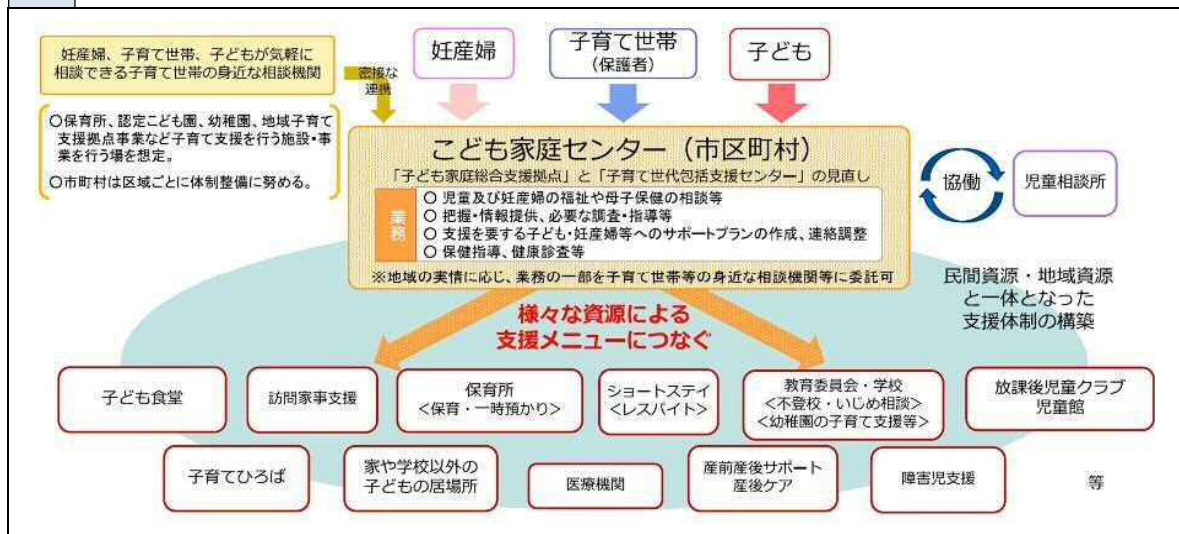 妊産婦、子育て世帯、子どもが気軽に
相談できる子育て世帯の身近な相談機関
〇保育所、認定こども園、幼稚園、地域子育て
支援拠点事業など子育て支援を行う施設・事
業を行う場を想定。
〇市町村は区域ごとに体制整備に努める。
密接な
連携
妊産婦
子育て世帯
（保護者）
子ども
こども家庭センター（市区町村）
「子ども家庭総合支援拠点」と「子育て世代包括支援センター」の見直し
業務
〇 児童及び妊産婦の福祉や母子保健の相談等
〇 把握・情報提供、必要な調査・指導等
〇 支援を要する子ども・妊産婦等へのサポートプランの作成、連絡調整
〇 保健指導、健康診査等
※地域の実情に応じ、業務の一部を子育て世帯等の身近な相談機関等に委託可
協働
児童相談所
民間資源・地域資源
と一体となった
支援体制の構築
様々な資源による
支援メニューにつなぐ
子ども食堂
訪問家事支援
保育所
<保育・一時預かり>
ショートステイ
<レスパイト>
教育委員会・学校
<不登校・いじめ相談>
<幼稚園の子育て支援等>
放課後児童クラブ
児童館
子育てひろば
家や学校以外の
子どもの居場所
医療機関
産前産後サポート
産後ケア
障害児支援
等